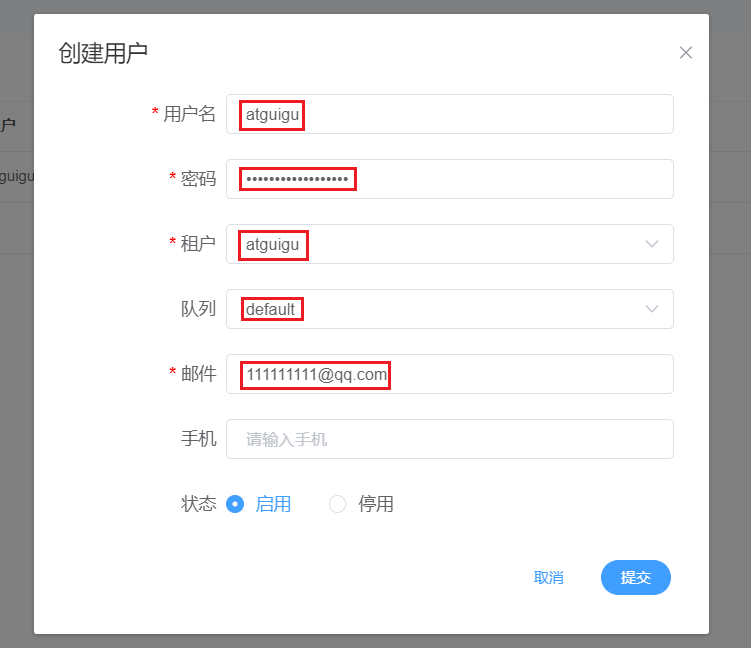 创建用户
* 用户名 atguigu
户
* 密码 ••••••••••••••••••
guigu
* 租户 atguigu
队列 default
* 邮件 111111111@qq.com
手机 请输入手机
状态 启用 停用
取消 提交